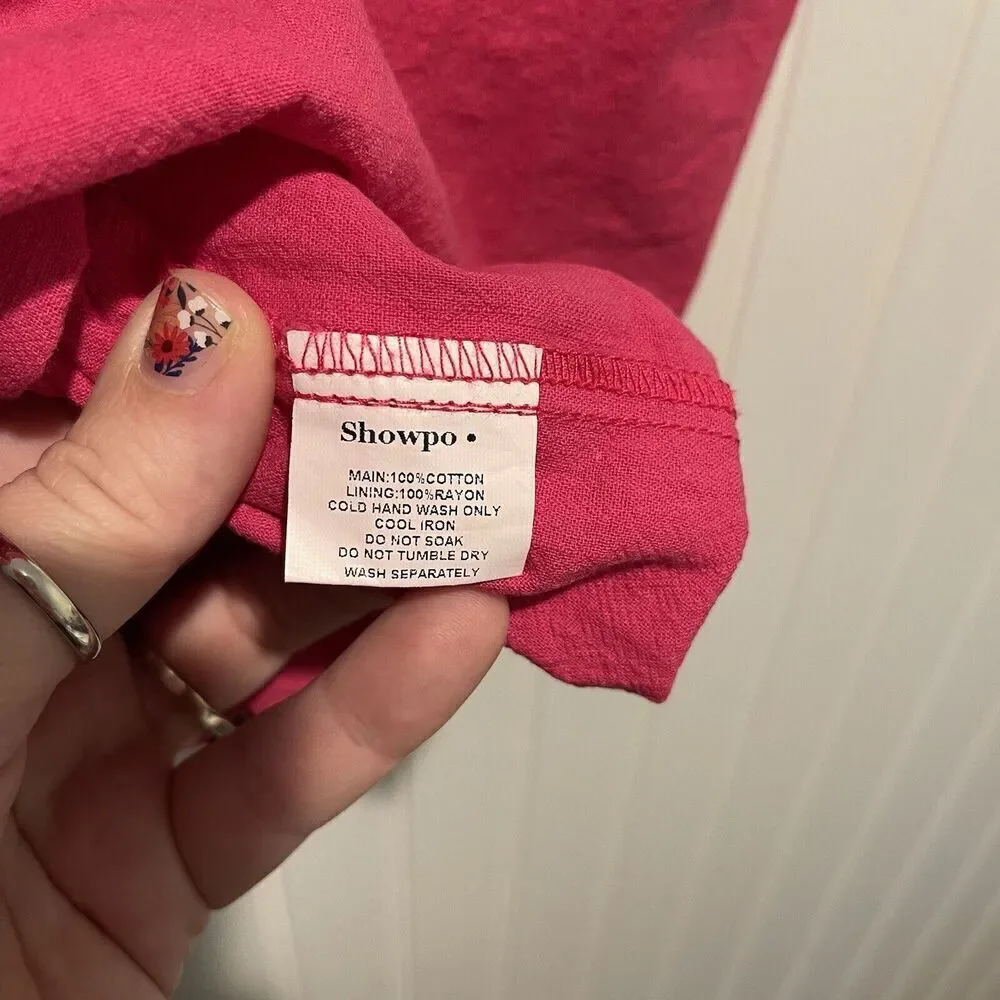 Showpo •
MAIN:100%COTTON
LINING:100%RAYON
COLD HAND WASH ONLY
COOL IRON
DO NOT SOAK
DO NOT TUMBLE DRY
WASH SEPARATELY